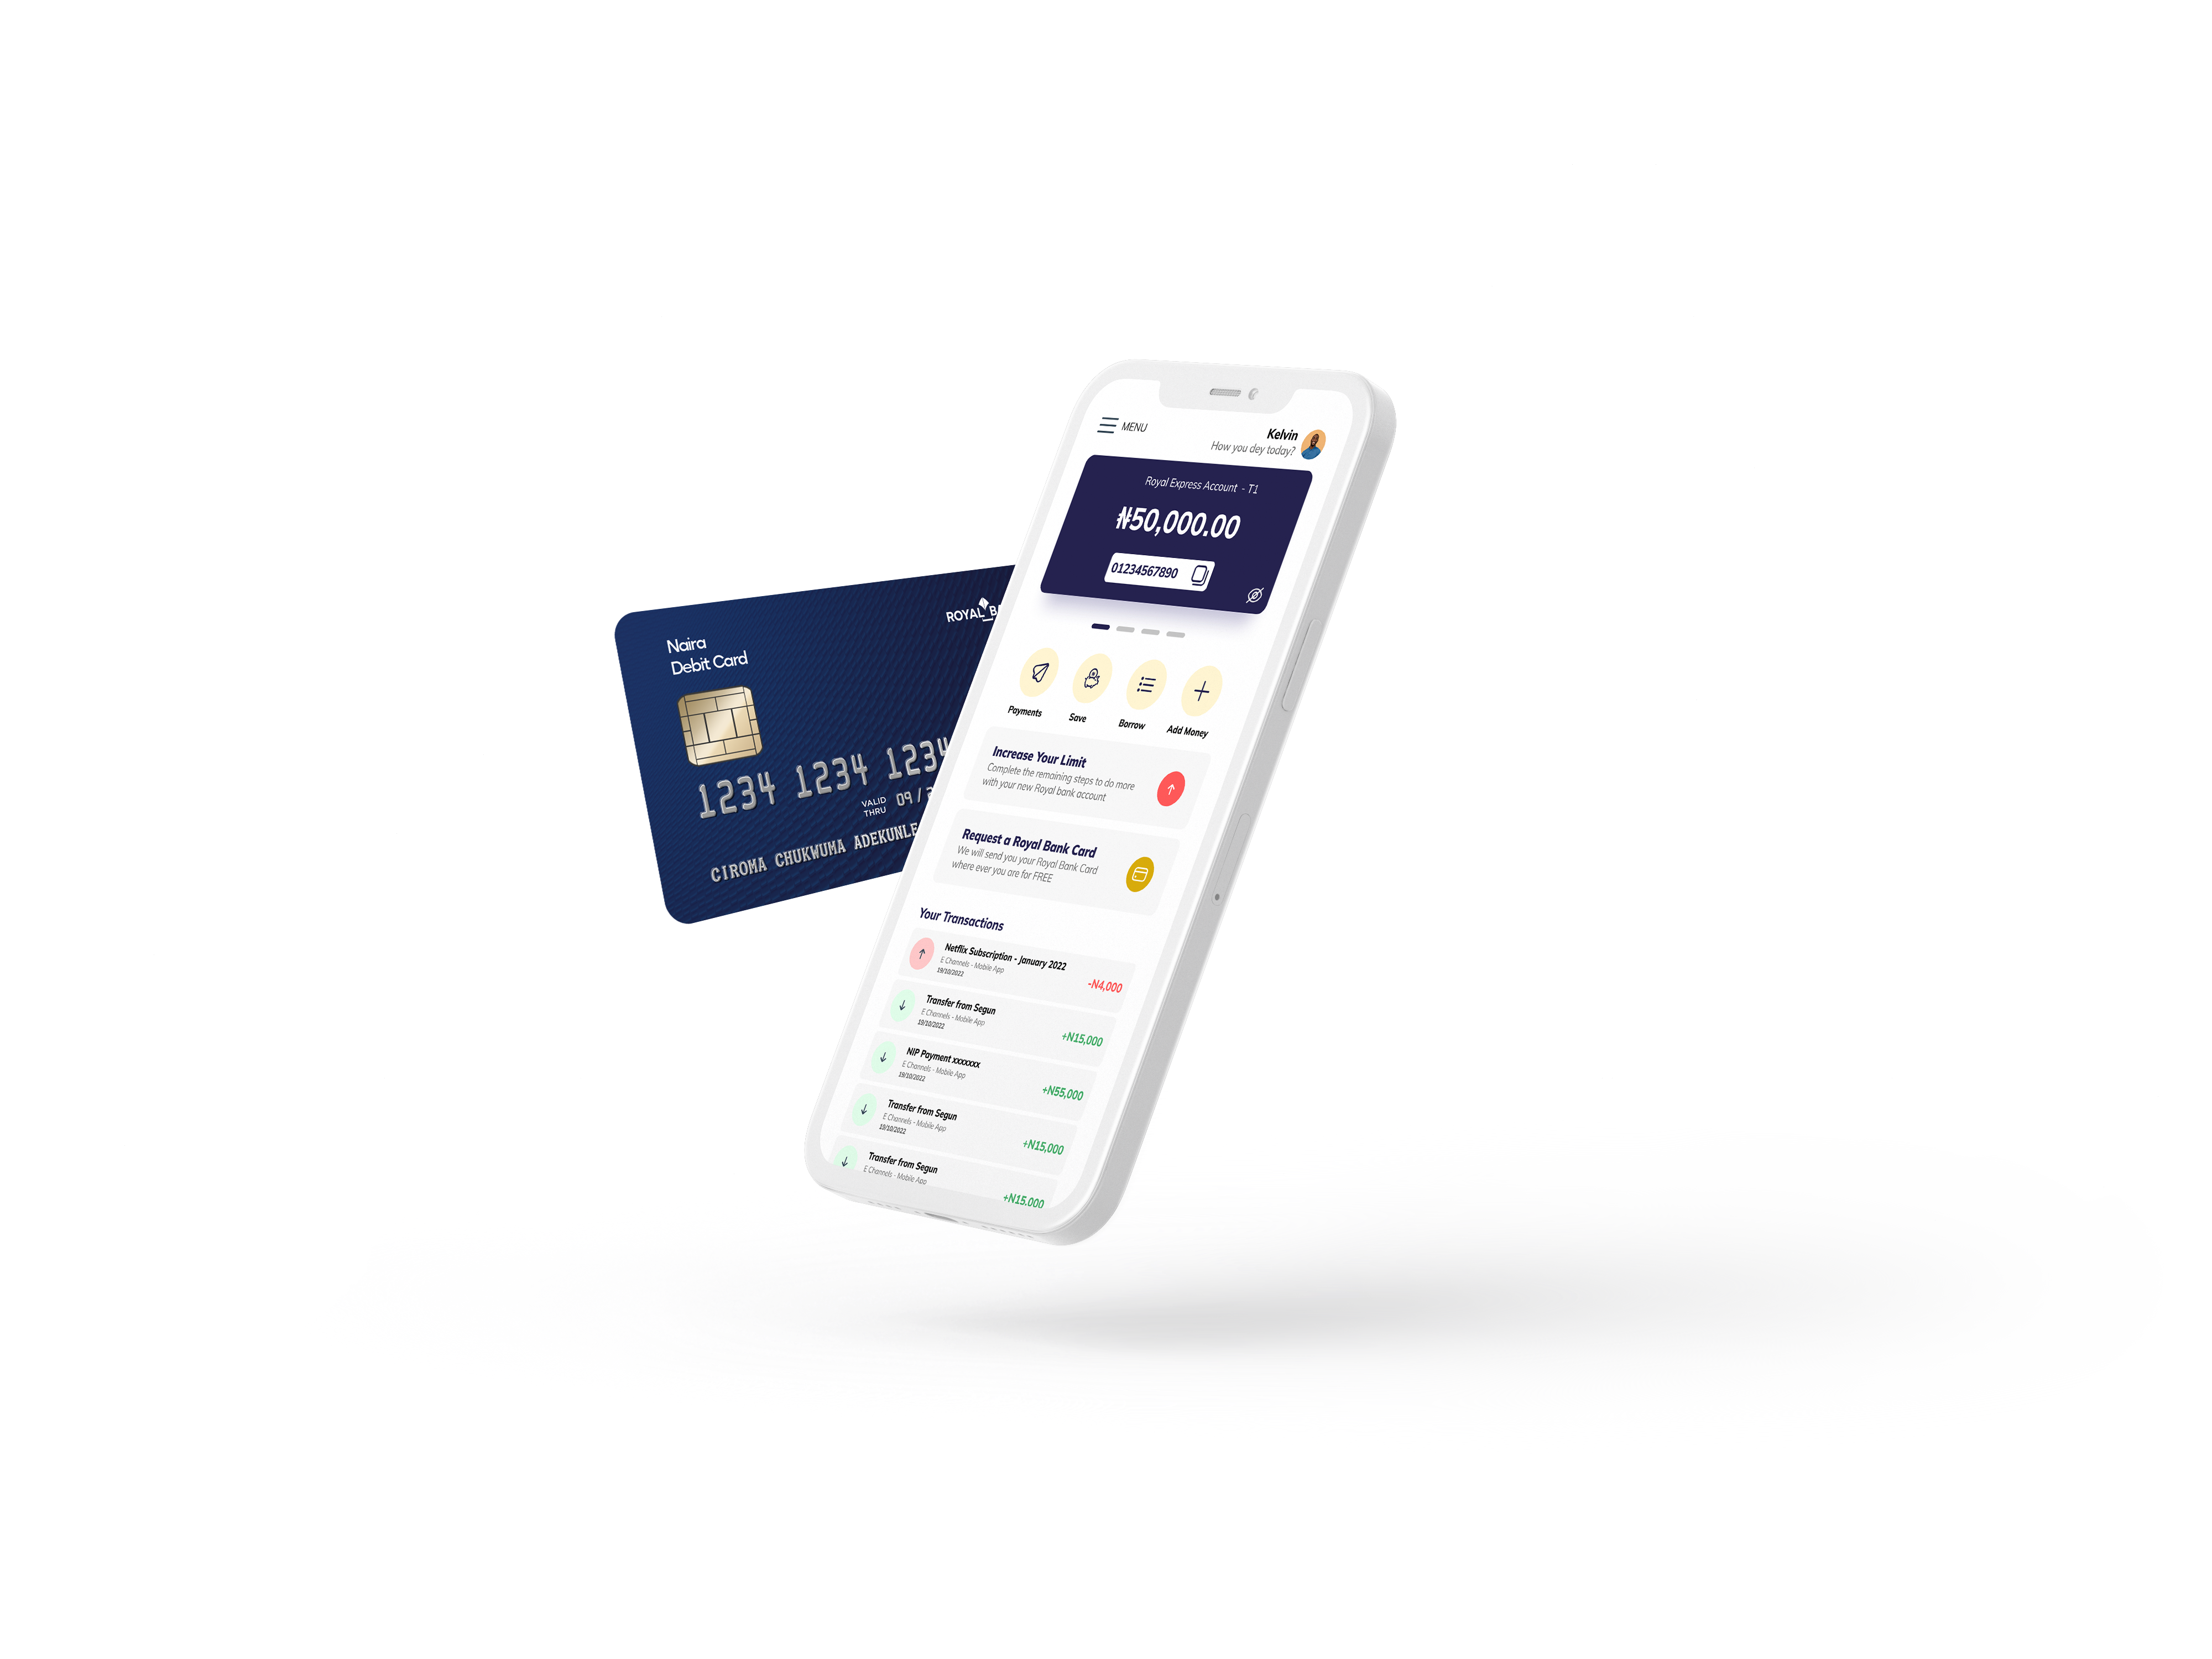 Naira
Debit Card
ROYAL
1234 1234 1234
VALID
THRU
09/
CIROMA CHUKWUMA ADEKUNLE
MENU
Kelvin
How you dey today?
Royal Express Account - T1
₦50,000.00
01234567890
Payments
Save
Borrow
Add Money
Increase Your Limit
Complete the remaining steps to do more
with your new Royal bank account
Request a Royal Bank Card
We will send you your Royal Bank Card
where ever you are for FREE
Your Transactions
Netflix Subscription - January 2022
E Channels - Mobile App
19/10/2022
-N4,000
Transfer from Segun
E Channels - Mobile App
19/10/2022
+N15,000
NIP Payment xxxxxxx
E Channels - Mobile App
19/10/2022
+N55,000
Transfer from Segun
E Channels - Mobile App
19/10/2022
+N15,000
Transfer from Segun
E Channels - Mobile App
+N15,000